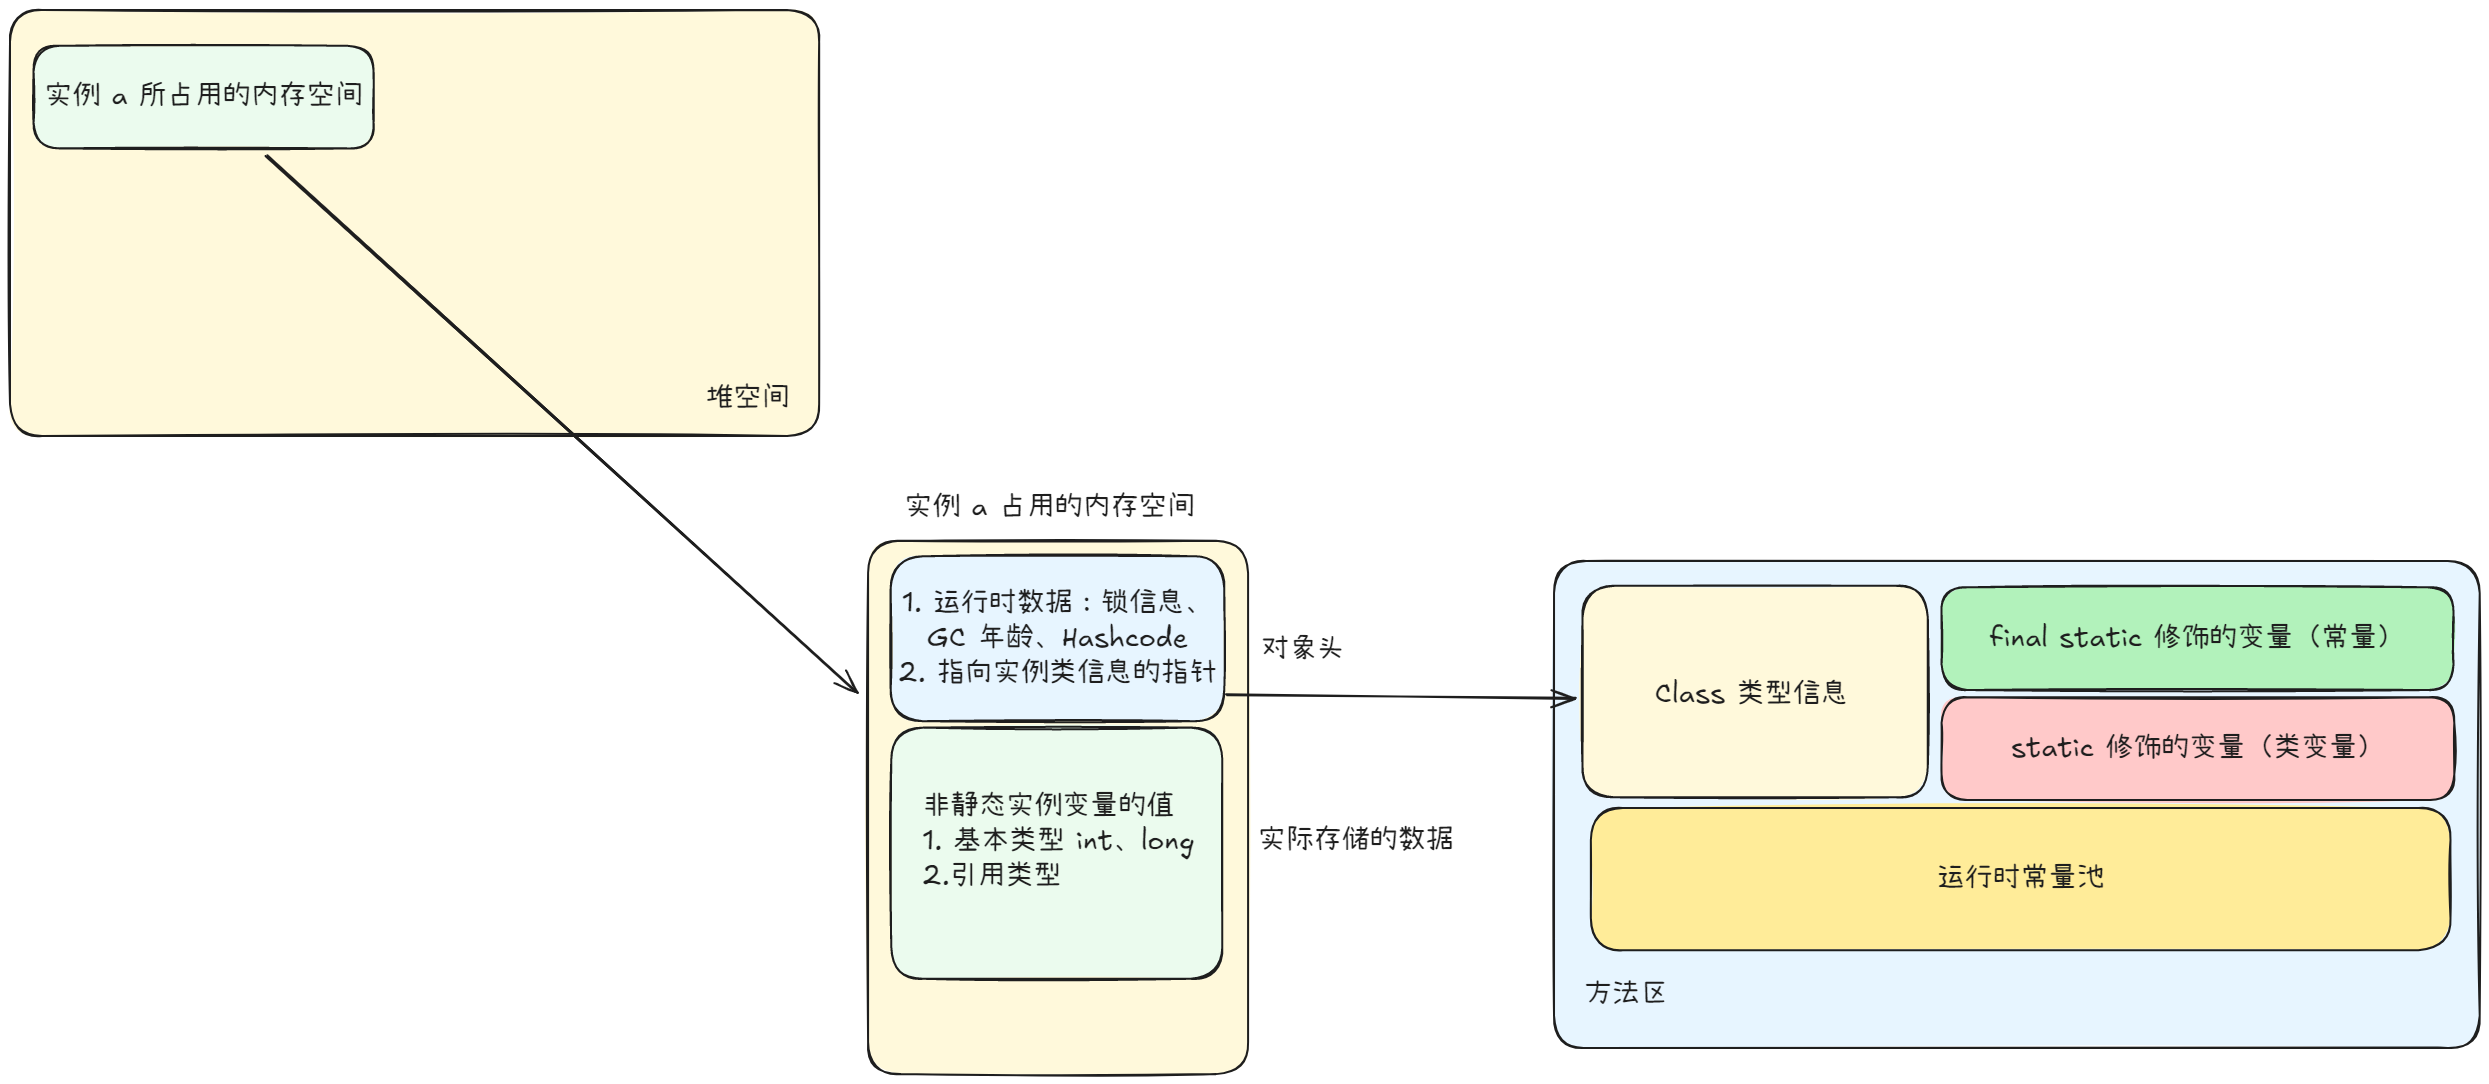 实例 a 所占用的内存空间
堆空间
实例 a 占用的内存空间
1. 运行时数据：锁信息、
GC 年龄、Hashcode
2. 指向实例类信息的指针
对象头
非静态实例变量的值
1. 基本类型 int、long
2.引用类型
实际存储的数据
Class 类型信息
final static 修饰的变量（常量）
static 修饰的变量（类变量）
运行时常量池
方法区